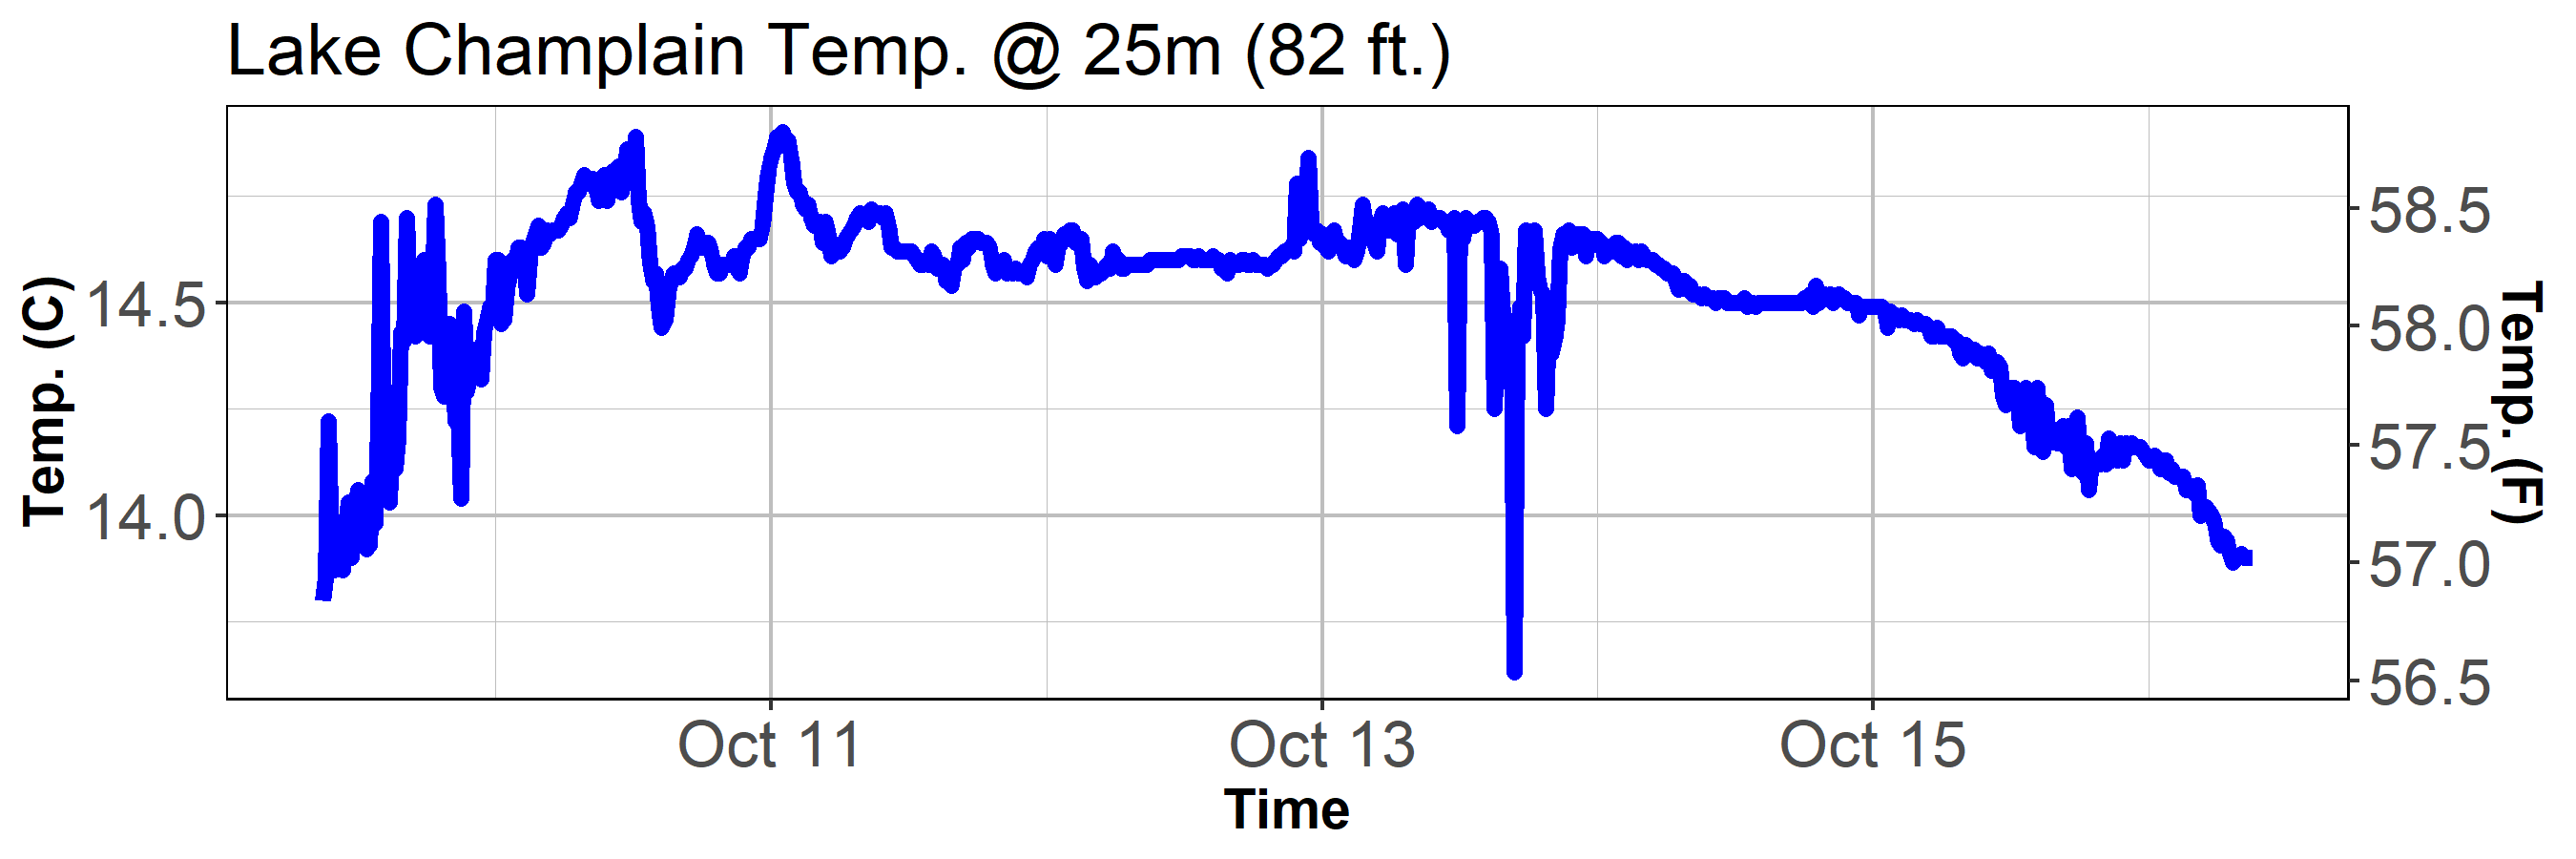 Lake Champlain Temp. @ 25m (82 ft.)
Temp. (C)
14.5
14.0
58.5
58.0
57.5
57.0
56.5
Temp. (F)
Oct 11
Oct 13
Oct 15
Time